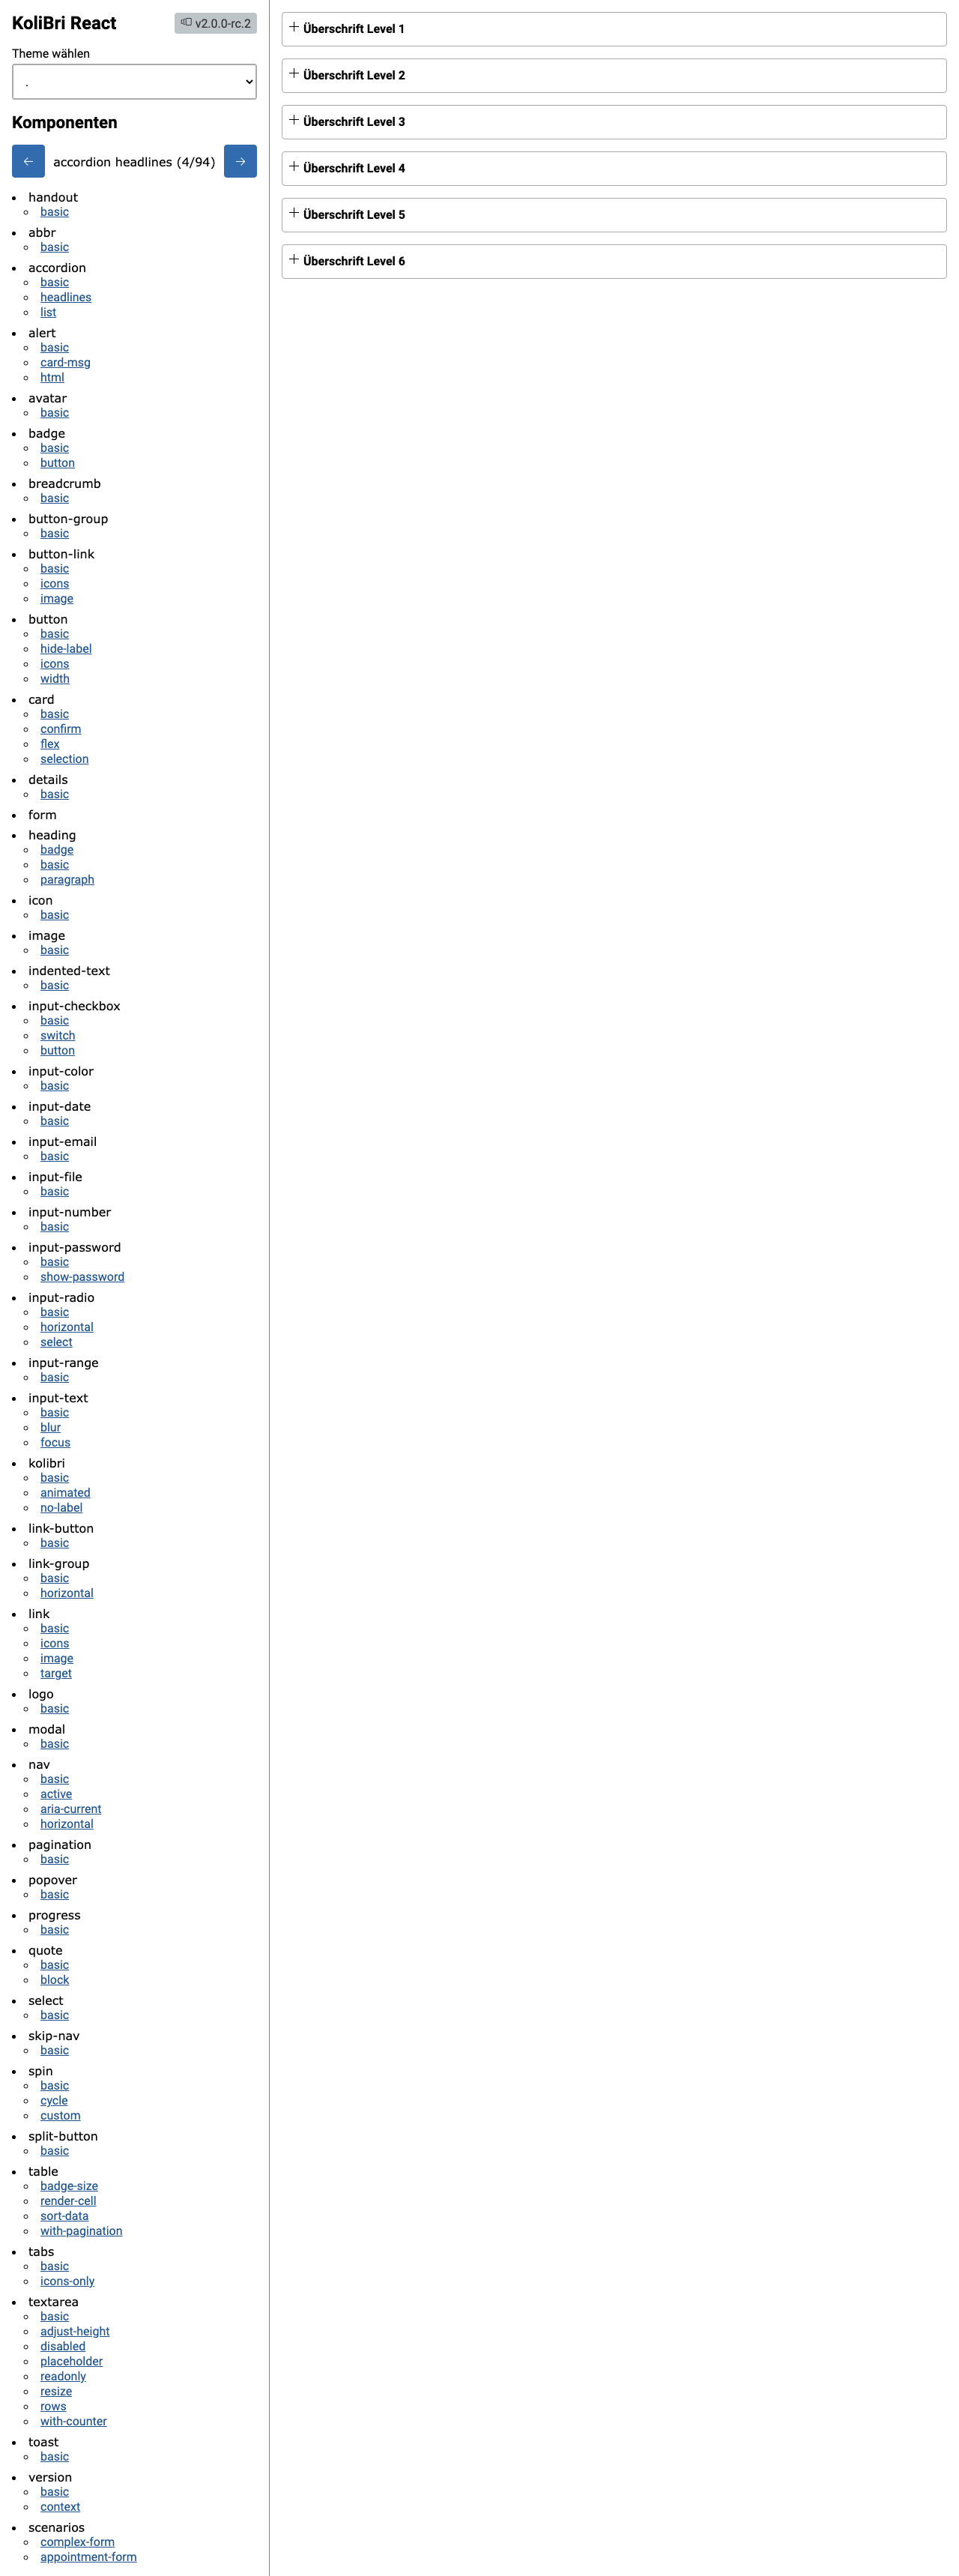 KoliBri React
v2.0.0-rc.2
Theme wählen
.
Komponenten
← accordion headlines (4/94) →
handout
basic
abbr
basic
accordion
basic
headlines
list
alert
basic
card-msg
html
avatar
basic
badge
basic
button
breadcrumb
basic
button-group
basic
button-link
basic
icons
image
button
basic
hide-label
icons
width
card
basic
confirm
flex
selection
details
basic
form
heading
badge
basic
paragraph
icon
basic
image
basic
indented-text
basic
input-checkbox
basic
switch
button
input-color
basic
input-date
basic
input-email
basic
input-file
basic
input-number
basic
input-password
basic
show-password
input-radio
basic
horizontal
select
input-range
basic
input-text
basic
blur
focus
kolibri
basic
animated
no-label
link-button
basic
link-group
basic
horizontal
link
basic
icons
image
target
logo
basic
modal
basic
nav
basic
active
aria-current
horizontal
pagination
basic
popover
basic
progress
basic
quote
basic
block
select
basic
skip-nav
basic
spin
basic
cycle
custom
split-button
basic
table
badge-size
render-cell
sort-data
with-pagination
tabs
basic
icons-only
textarea
basic
adjust-height
disabled
placeholder
readonly
resize
rows
with-counter
toast
basic
version
basic
context
scenarios
complex-form
appointment-form
Überschrift Level 1
Überschrift Level 2
Überschrift Level 3
Überschrift Level 4
Überschrift Level 5
Überschrift Level 6